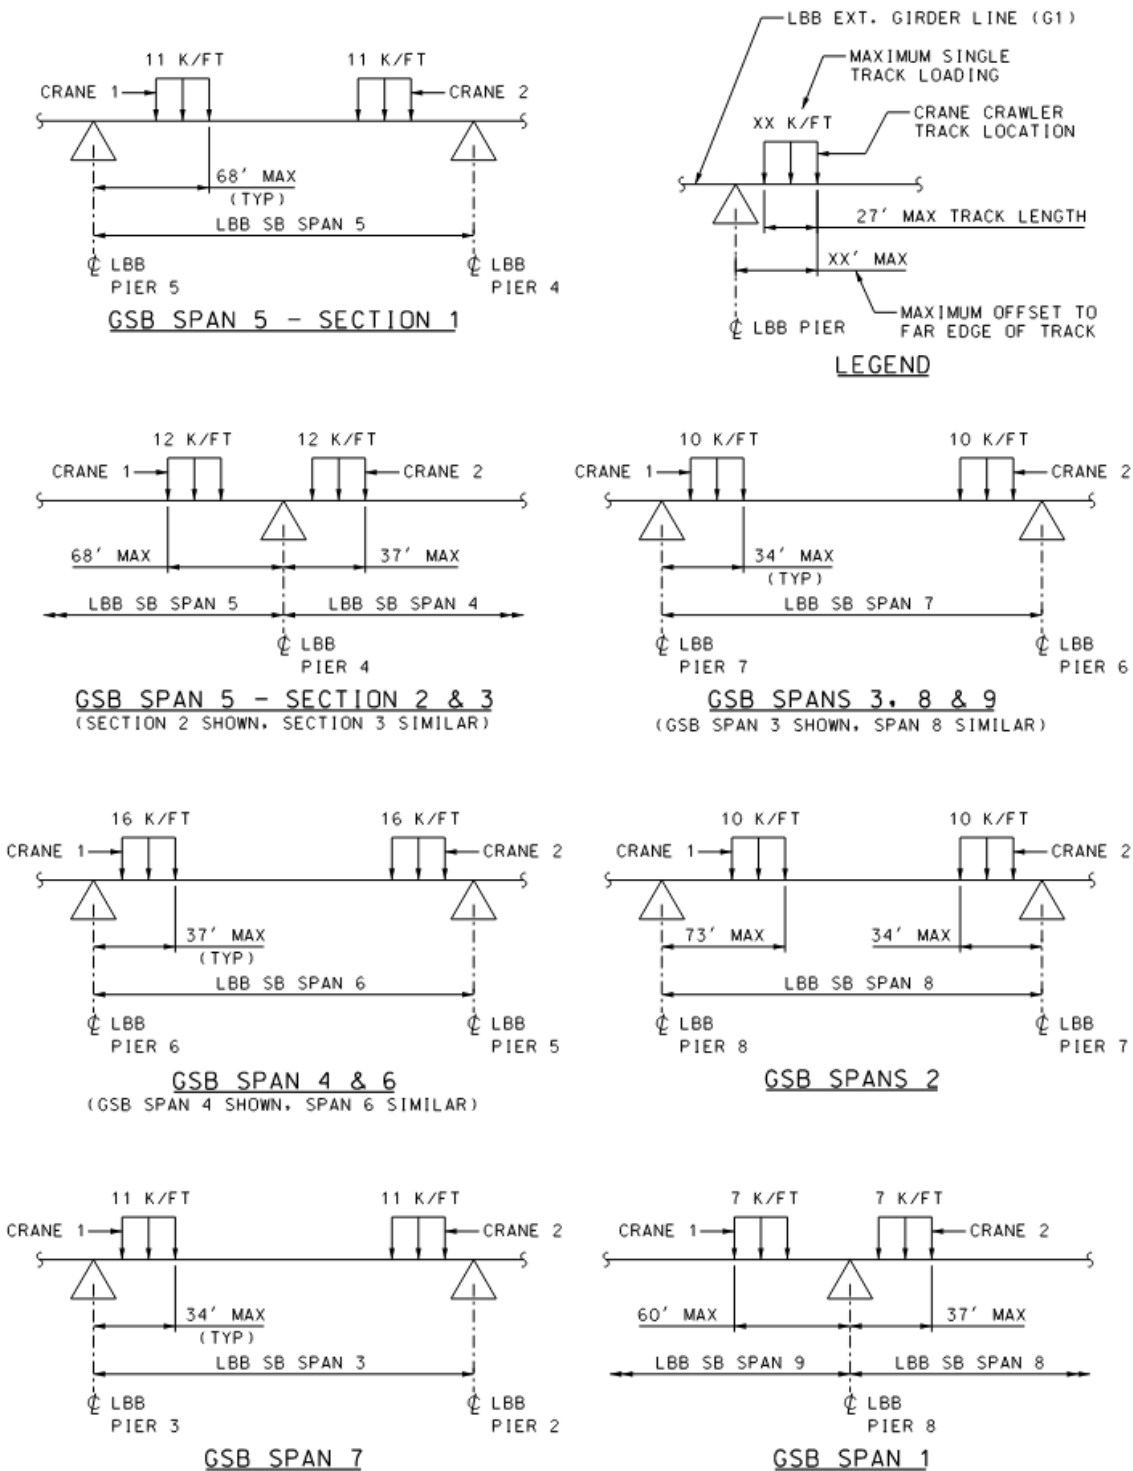 11 K/FT
11 K/FT
CRANE 1
CRANE 2
68' MAX
(TYP)
LBB SB SPAN 5
℄ LBB
PIER 5
℄ LBB
PIER 4
GSB SPAN 5 - SECTION 1
LBB EXT. GIRDER LINE (G1)
MAXIMUM SINGLE
TRACK LOADING
XX K/FT
CRANE CRAWLER
TRACK LOCATION
27' MAX TRACK LENGTH
XX' MAX
℄ LBB PIER
MAXIMUM OFFSET TO
FAR EDGE OF TRACK
LEGEND
12 K/FT
12 K/FT
CRANE 1
CRANE 2
68' MAX
37' MAX
LBB SB SPAN 5
LBB SB SPAN 4
℄ LBB
PIER 4
GSB SPAN 5 - SECTION 2 & 3
(SECTION 2 SHOWN, SECTION 3 SIMILAR)
10 K/FT
10 K/FT
CRANE 1
CRANE 2
34' MAX
(TYP)
LBB SB SPAN 7
℄ LBB
PIER 7
℄ LBB
PIER 6
GSB SPANS 3, 8 & 9
(GSB SPAN 3 SHOWN, SPAN 8 SIMILAR)
16 K/FT
16 K/FT
CRANE 1
CRANE 2
37' MAX
(TYP)
LBB SB SPAN 6
℄ LBB
PIER 6
℄ LBB
PIER 5
GSB SPAN 4 & 6
(GSB SPAN 4 SHOWN, SPAN 6 SIMILAR)
10 K/FT
10 K/FT
CRANE 1
CRANE 2
73' MAX
34' MAX
LBB SB SPAN 8
℄ LBB
PIER 8
℄ LBB
PIER 7
GSB SPANS 2
11 K/FT
11 K/FT
CRANE 1
CRANE 2
34' MAX
(TYP)
LBB SB SPAN 3
℄ LBB
PIER 3
℄ LBB
PIER 2
GSB SPAN 7
7 K/FT
7 K/FT
CRANE 1
CRANE 2
60' MAX
37' MAX
LBB SB SPAN 9
LBB SB SPAN 8
℄ LBB
PIER 8
GSB SPAN 1